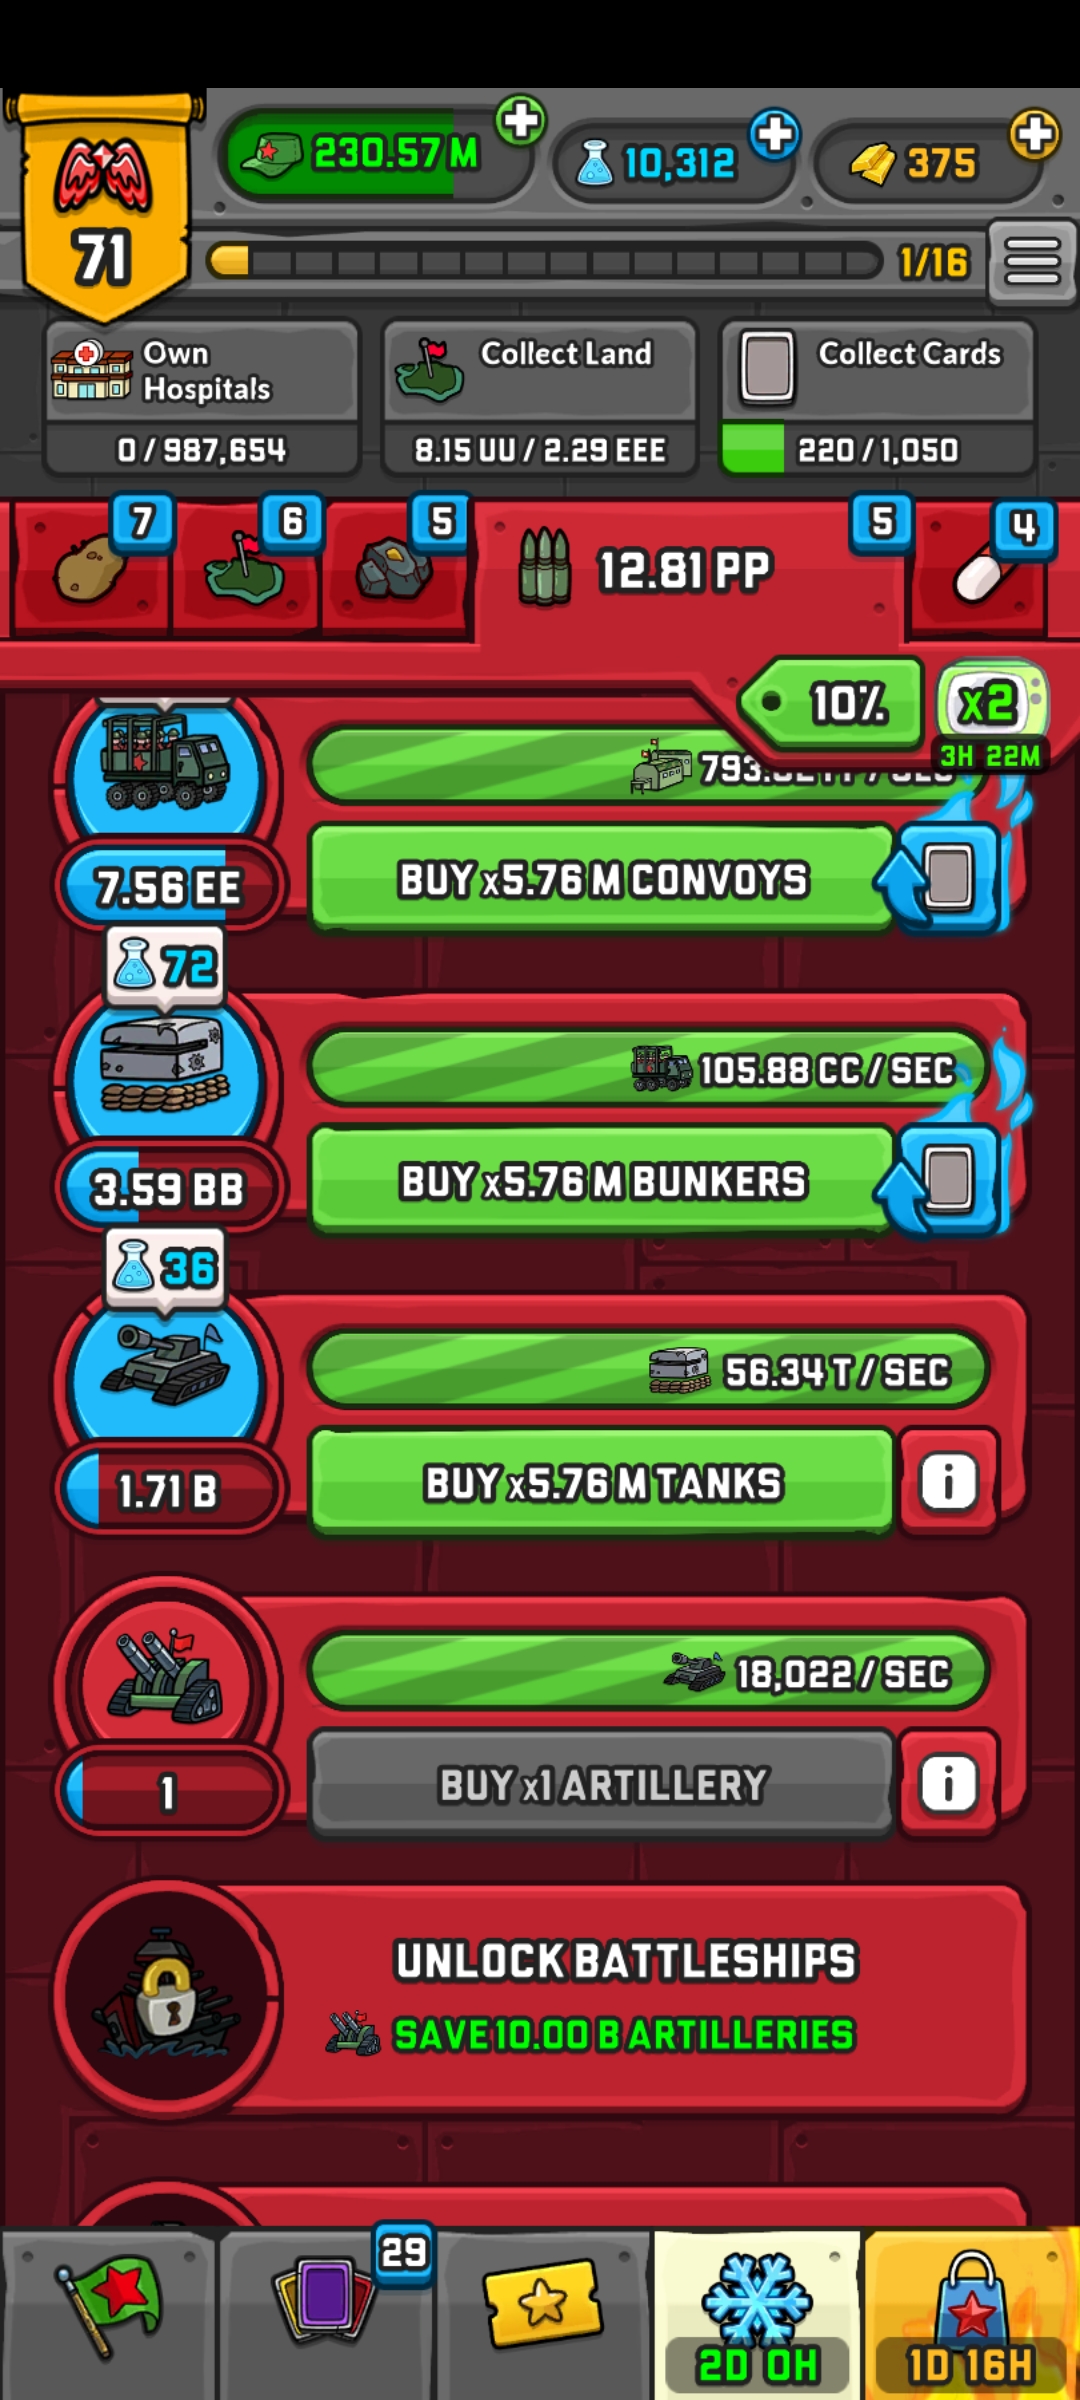 230.57 M
10,312
375
71
1/16
Own
Hospitals
Collect Land
Collect Cards
0 / 987,654
8.15 UU / 2.29 EEE
220 / 1,050
7
6
5
12.81 PP
5
4
10%
x2
3H 22M
BUY x5.76 M CONVOYS
7.56 EE
72
105.88 CC / SEC
BUY x5.76 M BUNKERS
3.59 BB
36
56.34 T / SEC
BUY x5.76 M TANKS
1.71 B
18,022 / SEC
BUY x1 ARTILLERY
1
UNLOCK BATTLESHIPS
SAVE 10.00 B ARTILLERIES
29
2D 0H
1D 16H